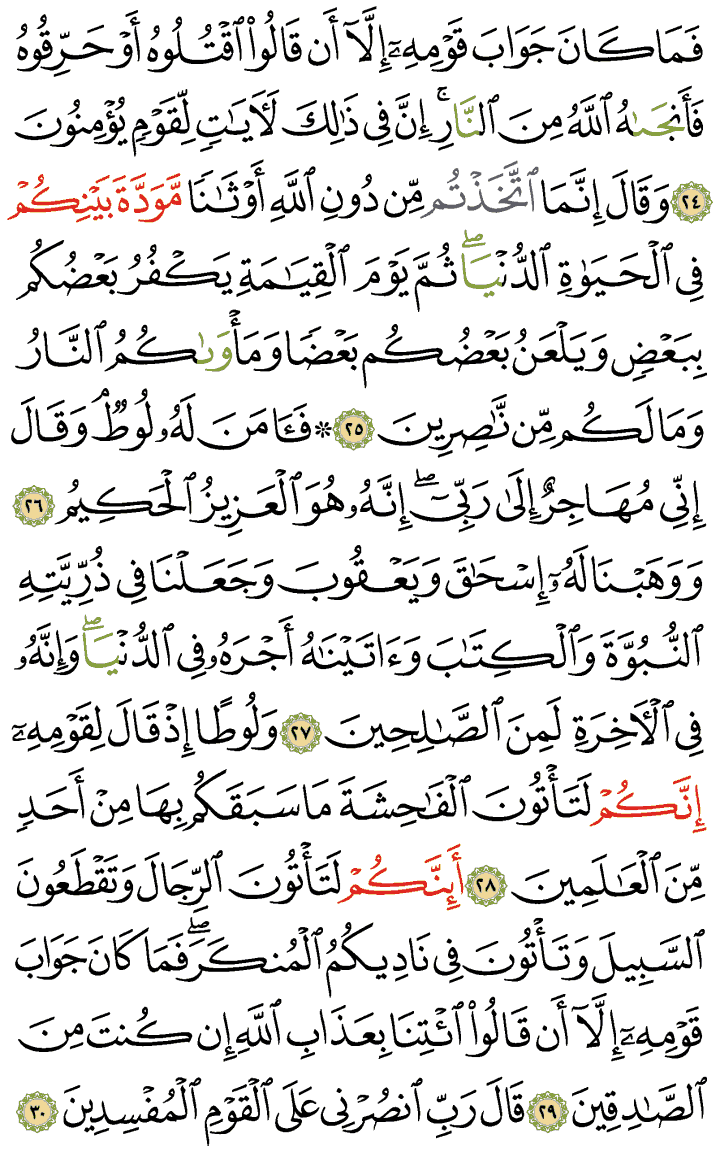 فَمَا كَانَ جَوَابَ قَوْمِهِۦٓ إِلَّآ أَن قَالُوا۟ ٱقْتُلُوهُ أَوْ حَرِّقُوهُ
فَأَنجَىٰهُ ٱللَّهُ مِنَ ٱلنَّارِ ۚ إِنَّ فِى ذَٰلِكَ لَـَٔايَـٰتٍ لِّقَوْمٍ يُؤْمِنُونَ
٢٤ وَقَالَ إِنَّمَا ٱتَّخَذْتُم مِّن دُونِ ٱللَّهِ أَوْثَـٰنًا مَّوَدَّةَ بَيْنِكُمْ
فِى ٱلْحَيَوٰةِ ٱلدُّنْيَا ۖ ثُمَّ يَوْمَ ٱلْقِيَـٰمَةِ يَكْفُرُ بَعْضُكُم
بِبَعْضٍ وَيَلْعَنُ بَعْضُكُم بَعْضًا وَمَأْوَىٰكُمُ ٱلنَّارُ
وَمَا لَكُم مِّن نَّـٰصِرِينَ ٢٥ ۞ فَـَٔامَنَ لَهُۥ لُوطٌ ۘ وَقَالَ
إِنِّى مُهَاجِرٌ إِلَىٰ رَبِّىٓ ۖ إِنَّهُۥ هُوَ ٱلْعَزِيزُ ٱلْحَكِيمُ ٢٦
وَوَهَبْنَا لَهُۥٓ إِسْحَـٰقَ وَيَعْقُوبَ وَجَعَلْنَا فِى ذُرِّيَّتِهِ
ٱلنُّبُوَّةَ وَٱلْكِتَـٰبَ وَءَاتَيْنَـٰهُ أَجْرَهُۥ فِى ٱلدُّنْيَا ۖ وَإِنَّهُۥ
فِى ٱلْـَٔاخِرَةِ لَمِنَ ٱلصَّـٰلِحِينَ ٢٧ وَلُوطًا إِذْ قَالَ لِقَوْمِهِۦٓ
إِنَّكُمْ لَتَأْتُونَ ٱلْفَـٰحِشَةَ مَا سَبَقَكُم بِهَا مِنْ أَحَدٍ
مِّنَ ٱلْعَـٰلَمِينَ ٢٨ أَئِنَّكُمْ لَتَأْتُونَ ٱلرِّجَالَ وَتَقْطَعُونَ
ٱلسَّبِيلَ وَتَأْتُونَ فِى نَادِيكُمُ ٱلْمُنكَرَ ۖ فَمَا كَانَ جَوَابَ
قَوْمِهِۦٓ إِلَّآ أَن قَالُوا۟ ٱئْتِنَا بِعَذَابِ ٱللَّهِ إِن كُنتَ مِنَ
ٱلصَّـٰدِقِينَ ٢٩ قَالَ رَبِّ ٱنصُرْنِى عَلَى ٱلْقَوْمِ ٱلْمُفْسِدِينَ ٣٠